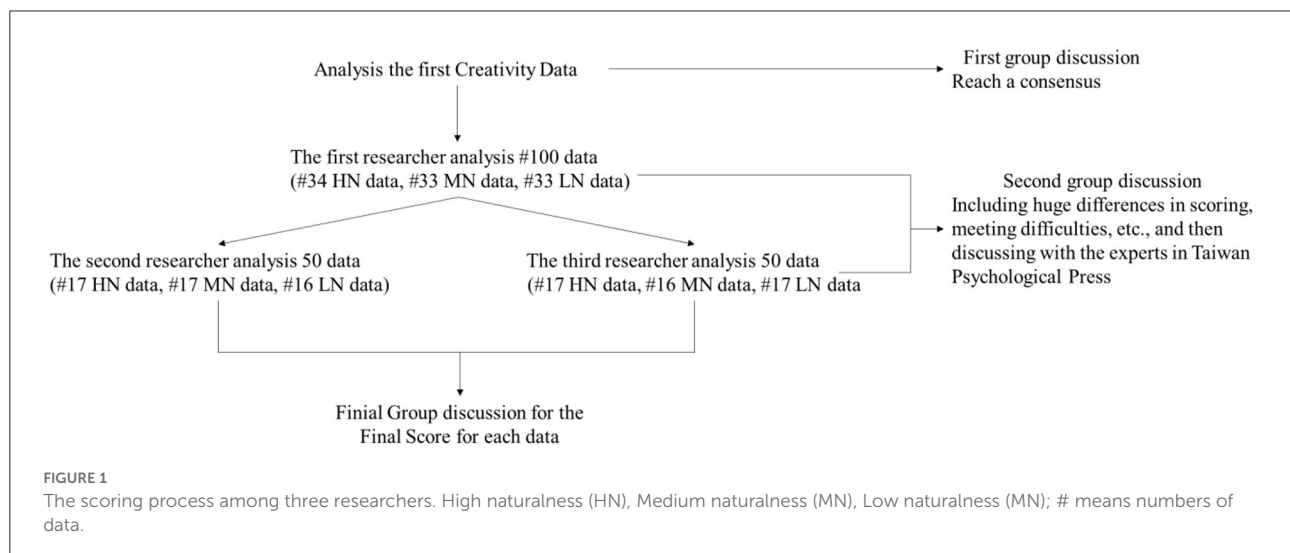 Analysis the first Creativity Data
First group discussion
Reach a consensus
The first researcher analysis #100 data
(#34 HN data, #33 MN data, #33 LN data)
Second group discussion
Including huge differences in scoring,
meeting difficulties, etc., and then
discussing with the experts in Taiwan
Psychological Press
The second researcher analysis 50 data
(#17 HN data, #17 MN data, #16 LN data)
The third researcher analysis 50 data
(#17 HN data, #16 MN data, #17 LN data
Finial Group discussion for the
Final Score for each data
FIGURE 1
The scoring process among three researchers. High naturalness (HN), Medium naturalness (MN), Low naturalness (MN); # means numbers of
data.